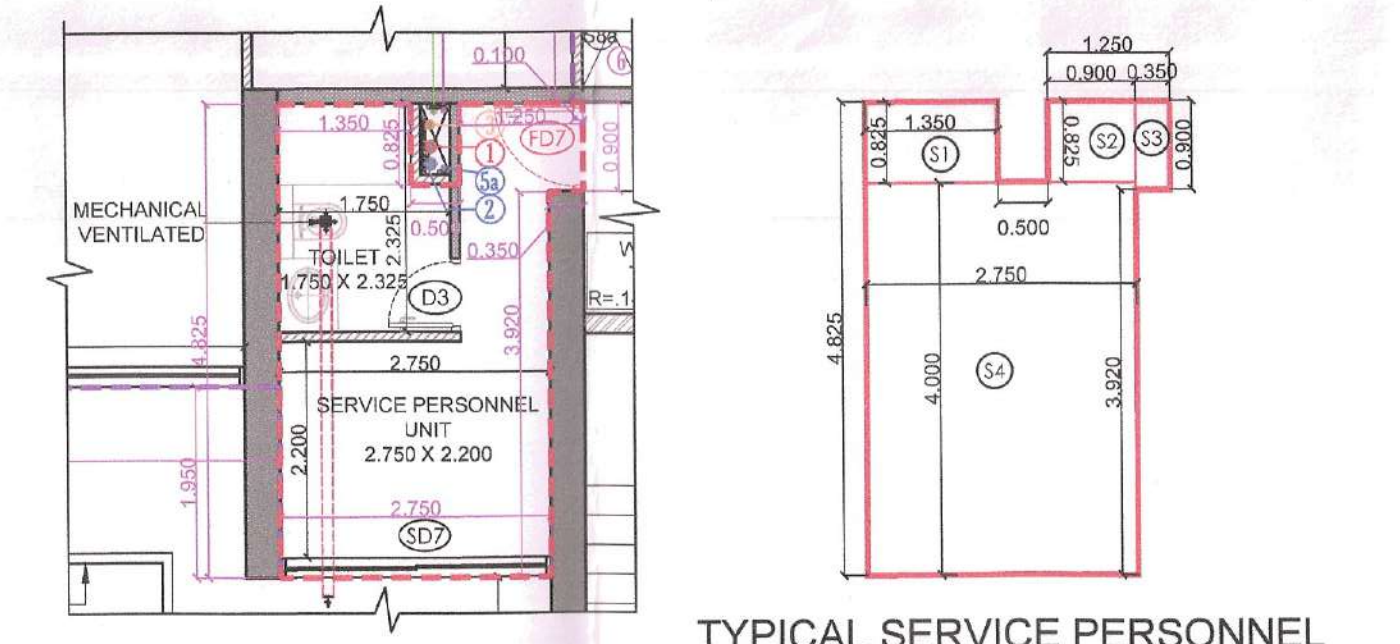 S8a
6
0.100
1.250
1.350
0.825
3
FD7
0.900
1
5a
2
MECHANICAL
VENTILATED
1.750
2.325
0.350
TOILET
1.750 X 2.325
D3
R=.1
4.825
3.920
2.750
SERVICE PERSONNEL
UNIT
2.750 X 2.200
2.200
1.950
2.750
SD7
1.250
0.900 0.350
0.825
1.350
S1
0.825
S2
S3
0.900
0.500
2.750
4.825
4.000
S4
3.920
TYPICAL SERVICE PERSONNEL